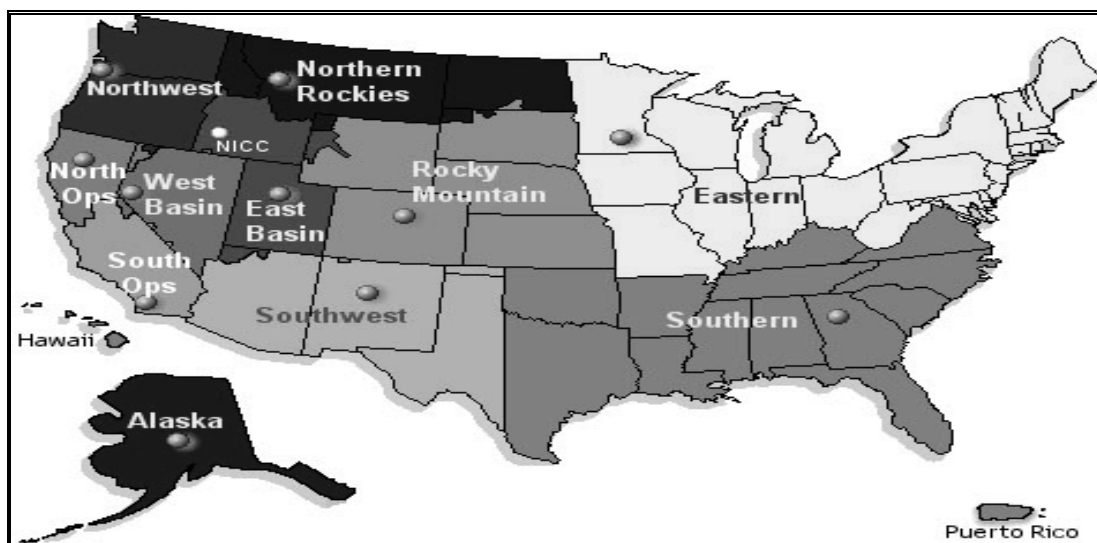 Northwest
Northern
Rockies
NICC
North
Ops
West
Basin
East
Basin
Rocky
Mountain
Eastern
South
Ops
Southwest
Southern
Hawaii
Alaska
Puerto Rico